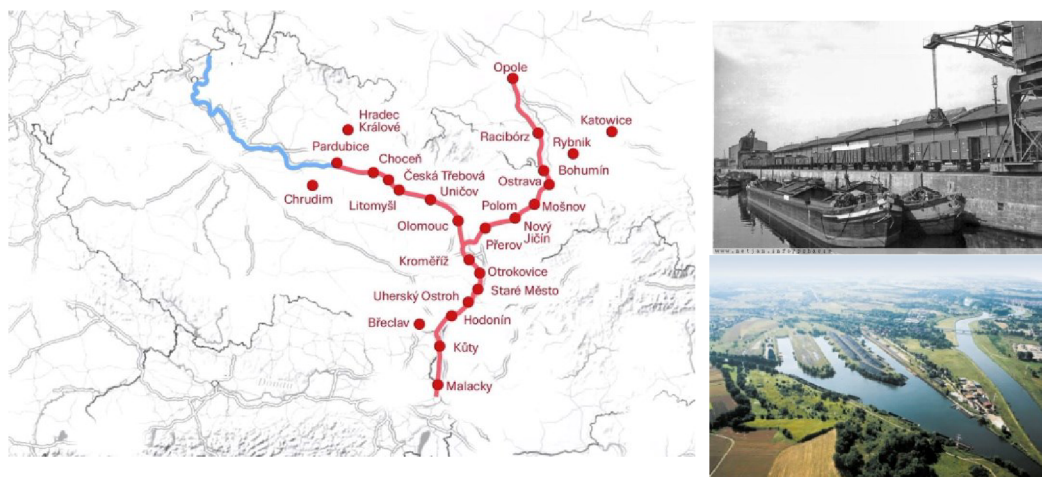 Opole
Katowice
Hradec
Králové
Racibórz
Rybnik
Pardubice
Choceň
Bohumín
Česká Třebová
Ostrava
Uničov
Chrudim
Litomyšl
Polom
Mošnov
Olomouc
Nový
Jičín
Přerov
Kroměříž
Otrokovice
Uherský Ostroh
Staré Město
Břeclav
Hodonín
Kúty
Malacky